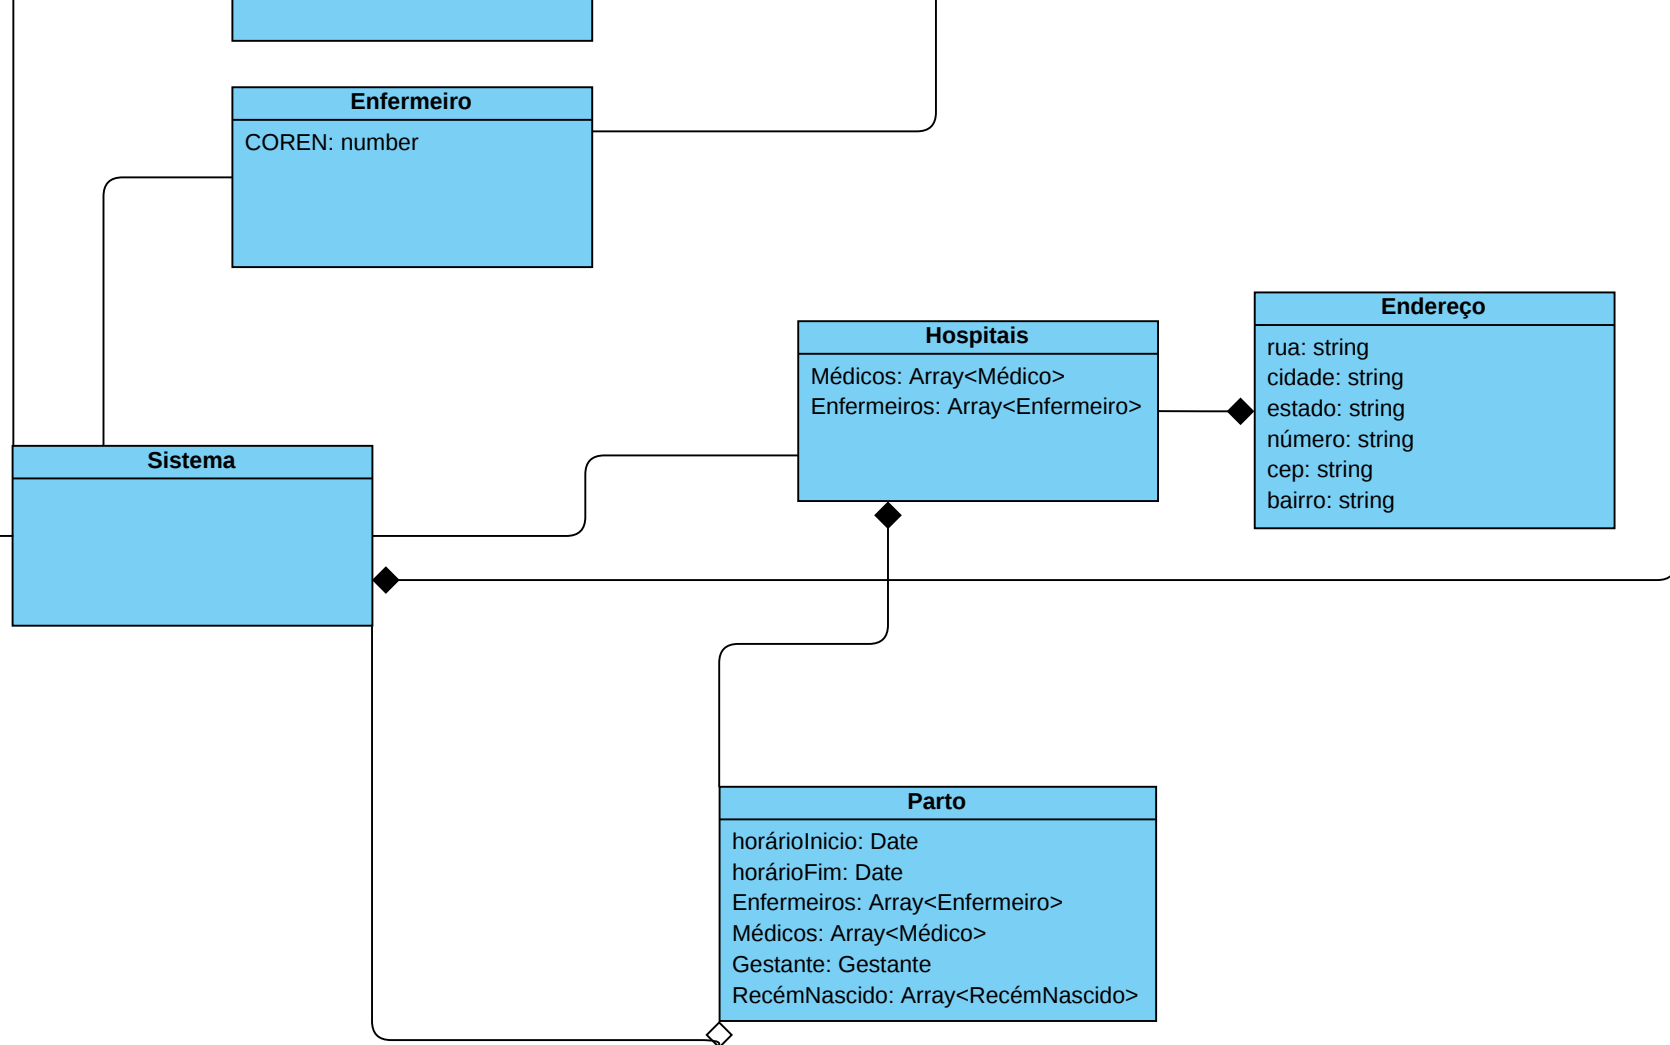 Enfermeiro
COREN: number
Hospitais
Médicos: Array<Médico>
Enfermeiros: Array<Enfermeiro>
Endereço
rua: string
cidade: string
estado: string
número: string
cep: string
bairro: string
Sistema
Parto
horárioInicio: Date
horárioFim: Date
Enfermeiros: Array<Enfermeiro>
Médicos: Array<Médico>
Gestante: Gestante
RecémNascido: Array<RecémNascido>